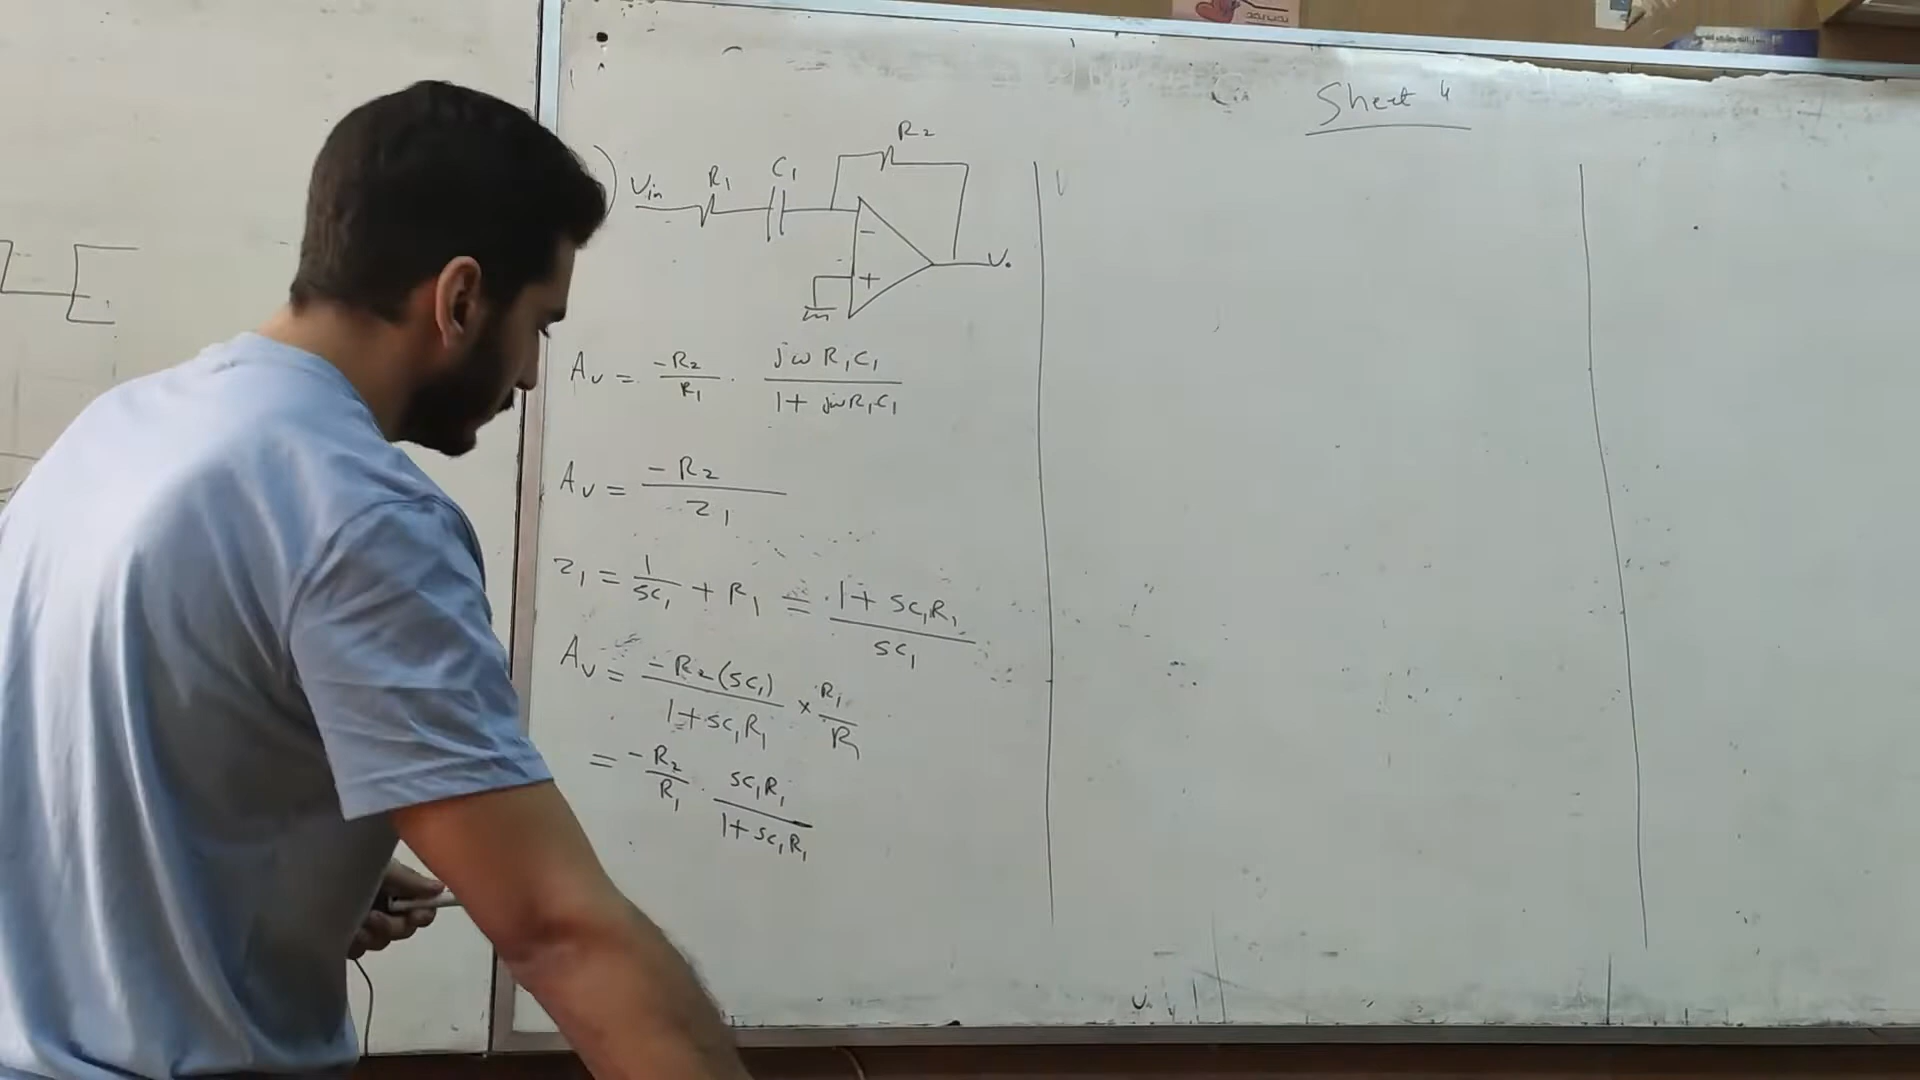 Sheet 4
R2
Vin R1 C1
-
+
Vo
Av = -R2/R1 . jωR1C1/1+jωR1C1
Av = -R2/Z1
Z1 = 1/SC1 + R1 = 1+SC1R1/SC1
Av = -R2(SC1)/1+SC1R1 × R1/R1
= -R2/R1 . SC1R1/1+SC1R1